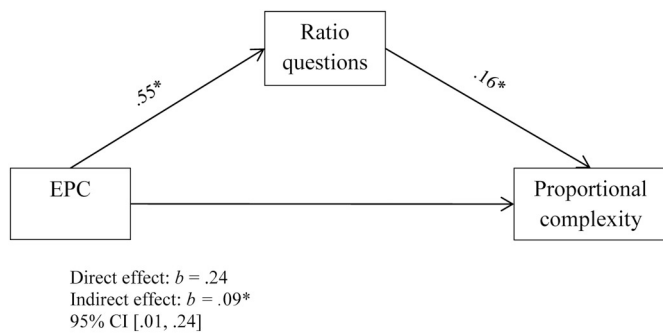 Ratio
questions
.55*
.16*
EPC
Proportional
complexity
Direct effect: b = .24
Indirect effect: b = .09*
95% CI [.01, .24]